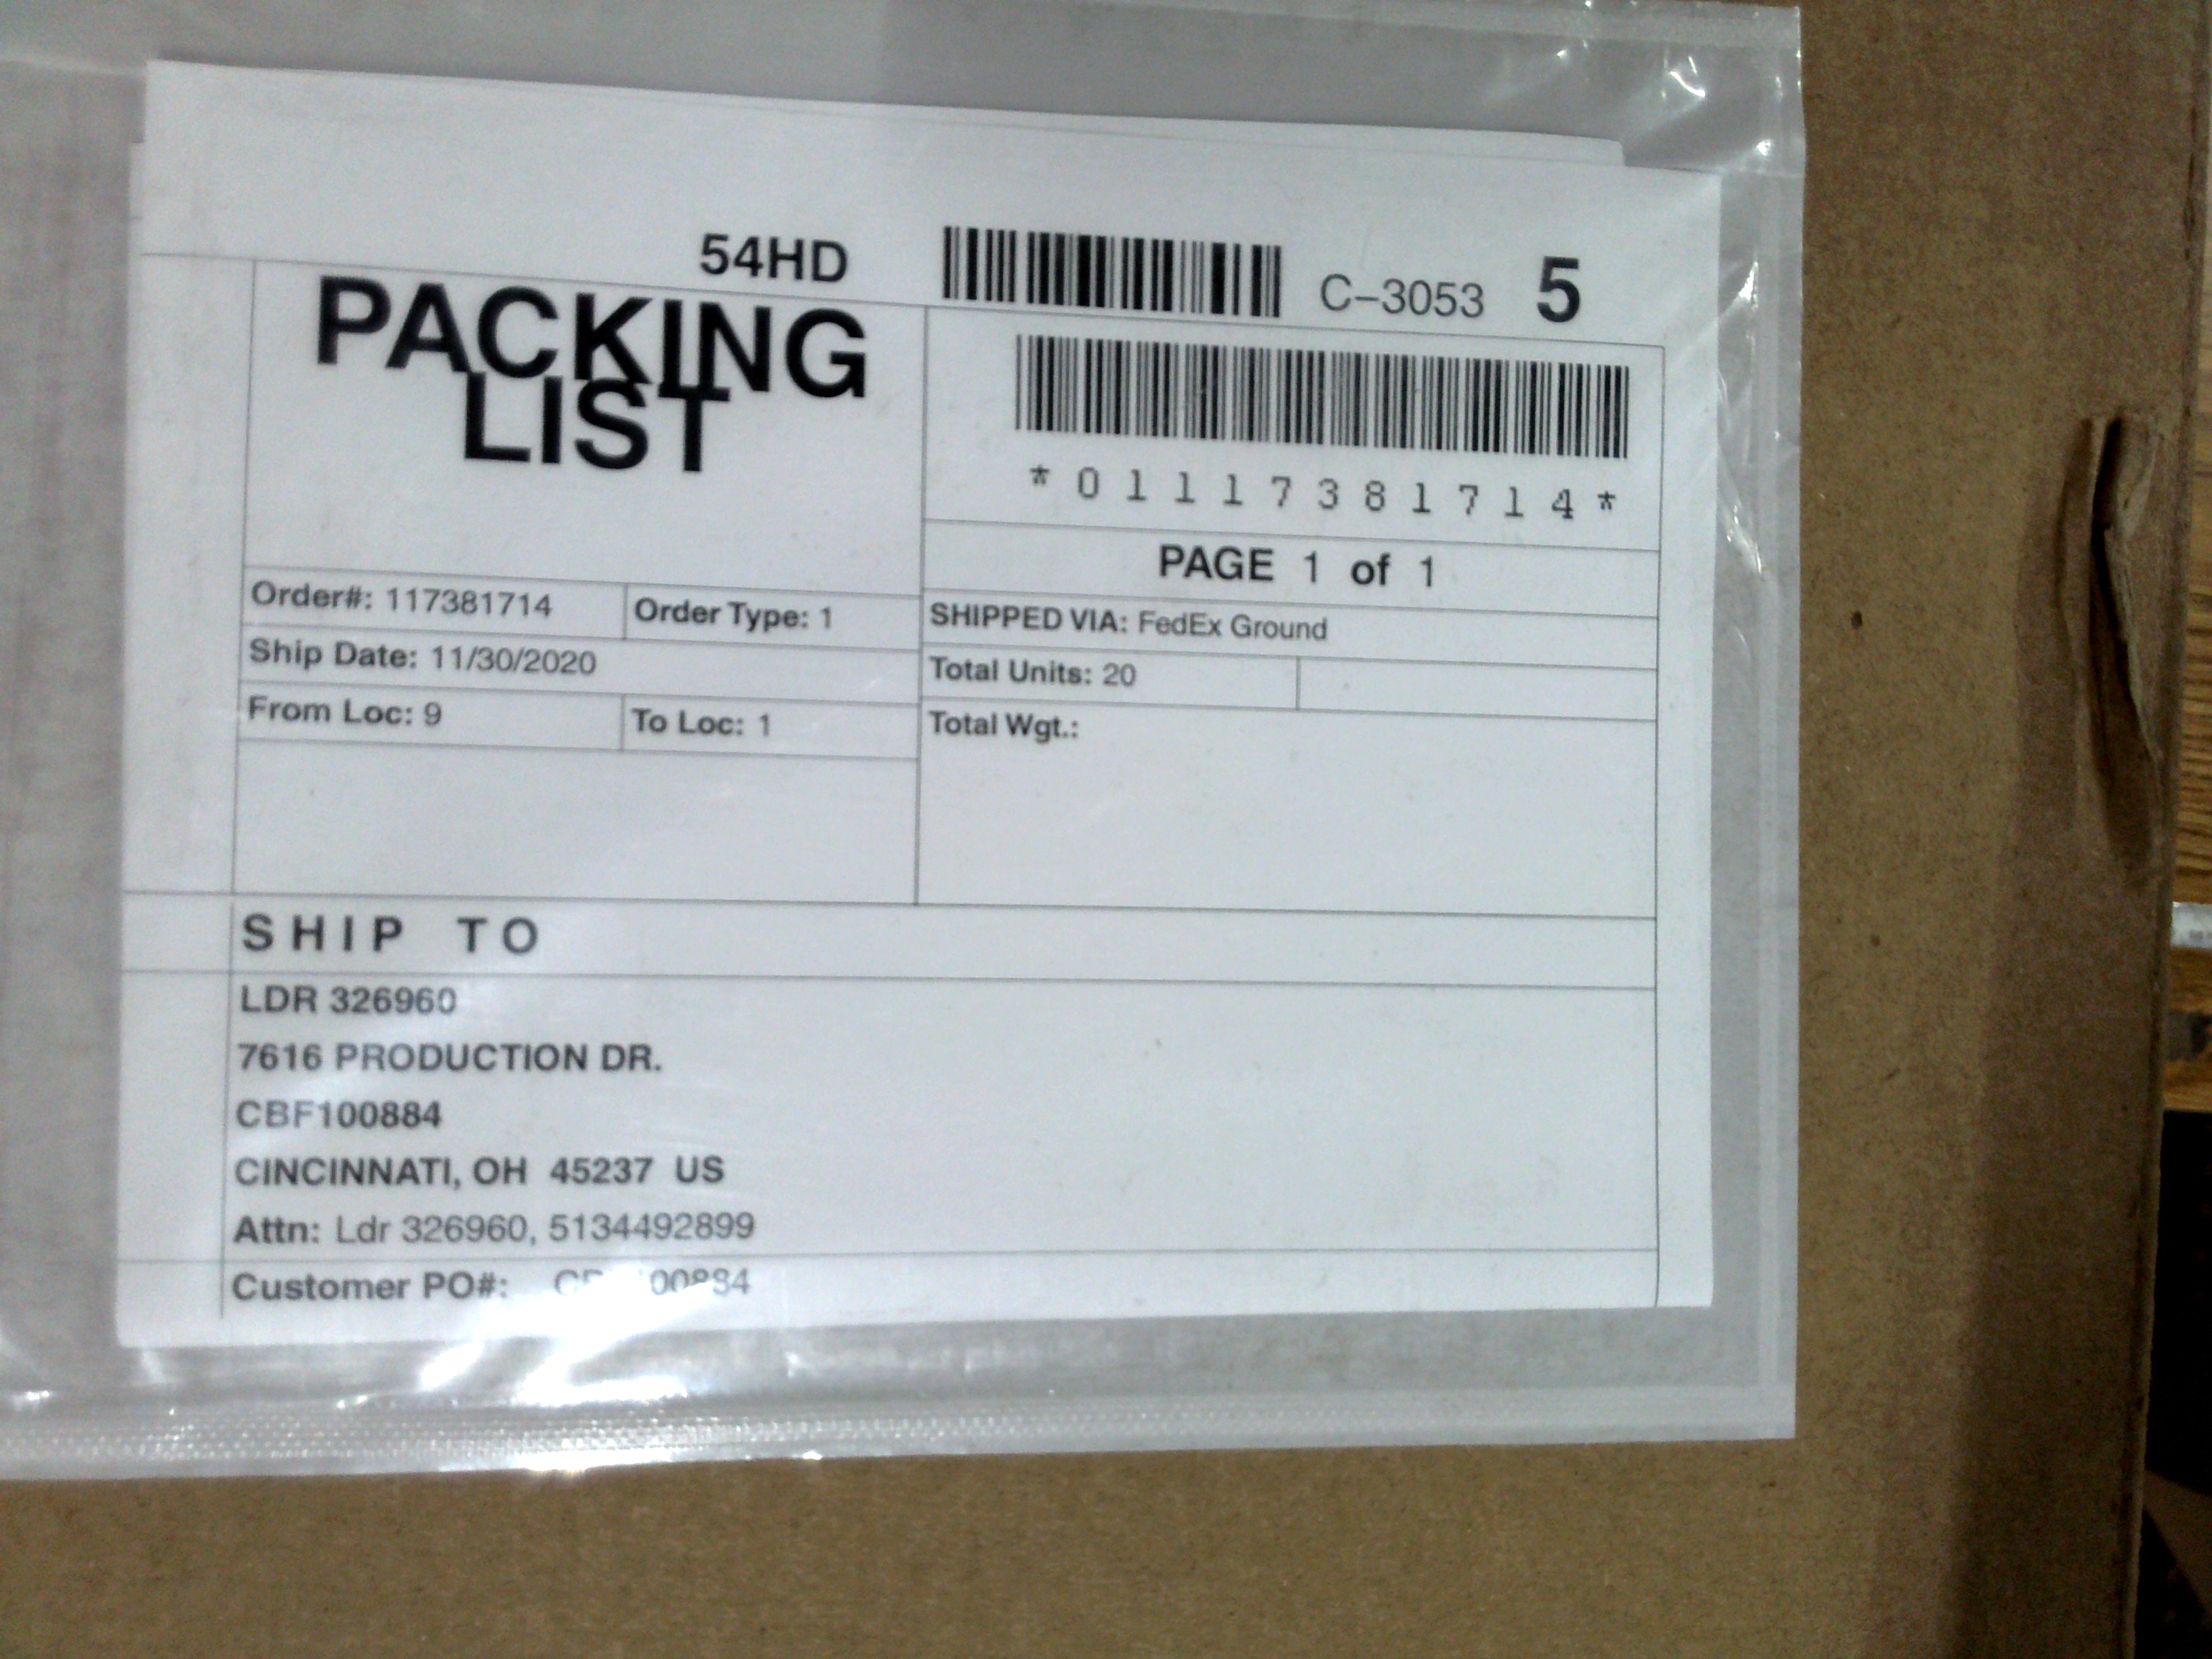 54HD
C-3053 5
PACKING
LIST
*01117381714*
PAGE 1 of 1
Order#: 117381714 Order Type: 1
SHIPPED VIA: FedEx Ground
Ship Date: 11/30/2020
Total Units: 20
From Loc: 9 To Loc: 1
Total Wgt.:
SHIP TO
LDR 326960
7616 PRODUCTION DR.
CBF100884
CINCINNATI, OH 45237 US
Attn: Ldr 326960, 5134492899
Customer PO#: